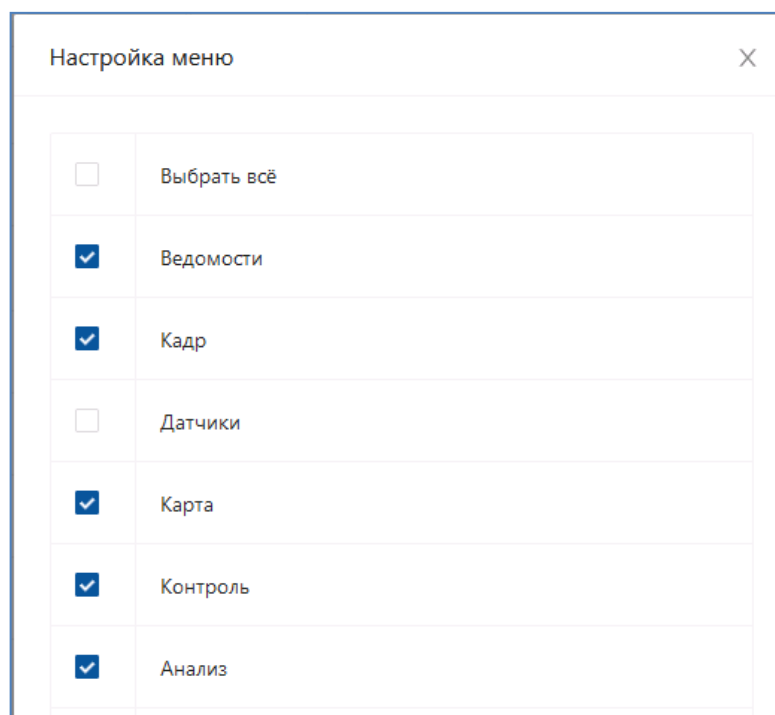 Настройка меню
Выбрать всё
Ведомости
Кадр
Датчики
Карта
Контроль
Анализ